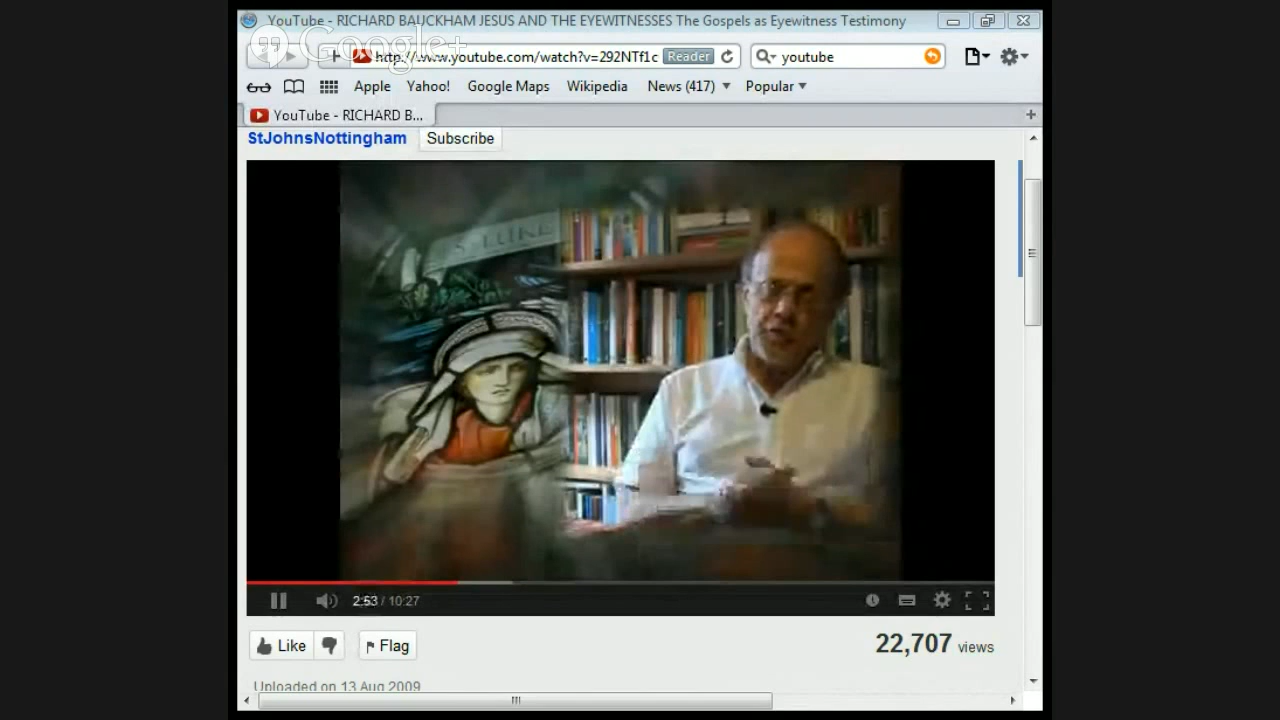 YouTube - RICHARD BAUCKHAM JESUS AND THE EYEWITNESSES The Gospels as Eyewitness Testimony
Google+
http://www.youtube.com/watch?v=292NTf1c Reader youtube
Apple Yahoo! Google Maps Wikipedia News (417) Popular
YouTube - RICHARD B...
StJohnsNottingham Subscribe
S·LUKE
2:53 / 10:27
Like Flag 22,707 views
Uploaded on 13 Aug 2009